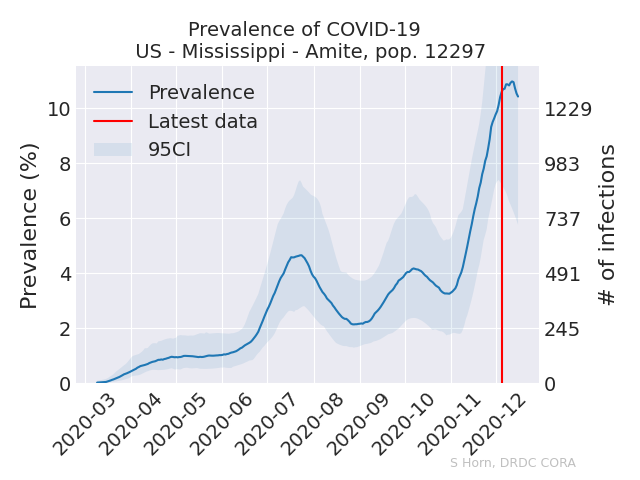 Prevalence of COVID-19
US - Mississippi - Amite, pop. 12297
Prevalence
Latest data
95CI
Prevalence (%)
10
8
6
4
2
0
1229
983
737
491
245
0
# of infections
2020-03
2020-04
2020-05
2020-06
2020-07
2020-08
2020-09
2020-10
2020-11
2020-12
S Horn, DRDC CORA